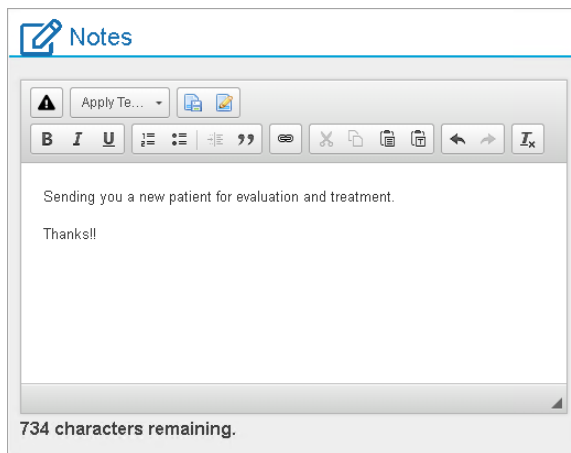 Notes
Apply Te...
B I U
Sending you a new patient for evaluation and treatment.
Thanks!!
734 characters remaining.